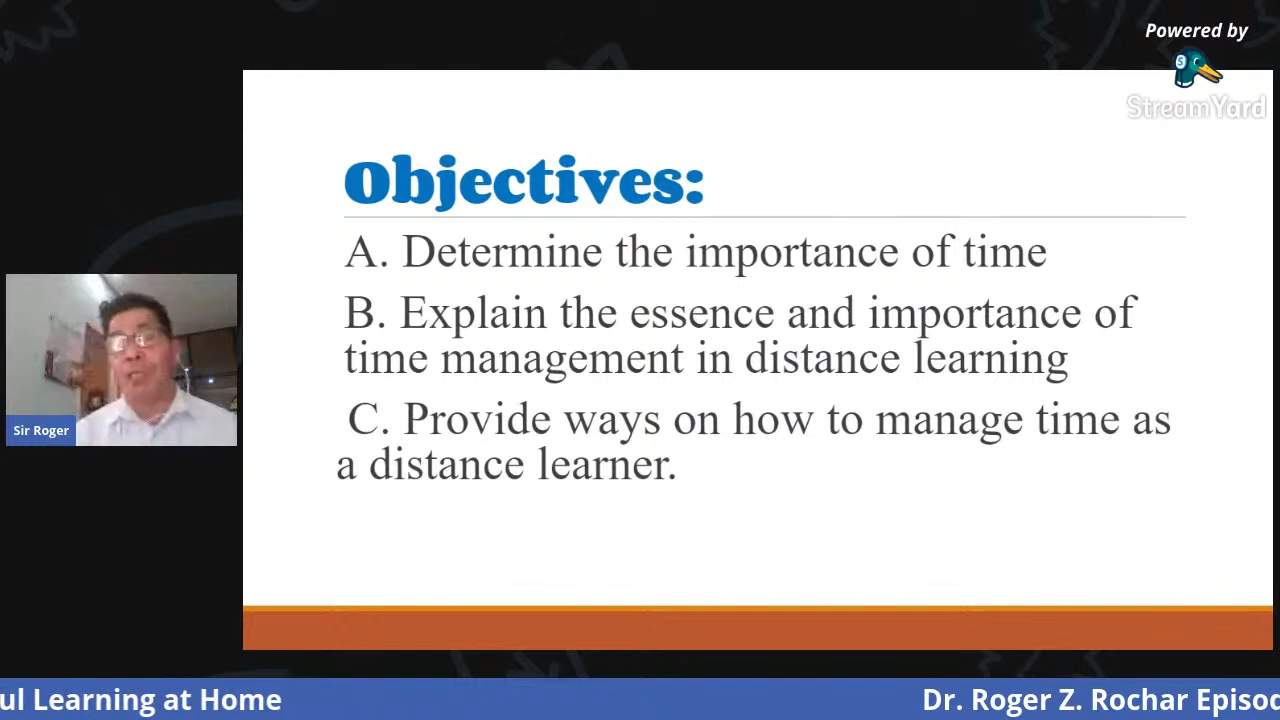 Powered by
StreamYard
Objectives:
A. Determine the importance of time
B. Explain the essence and importance of
time management in distance learning
C. Provide ways on how to manage time as
a distance learner.
Sir Roger
ul Learning at Home
Dr. Roger Z. Rochar Episod